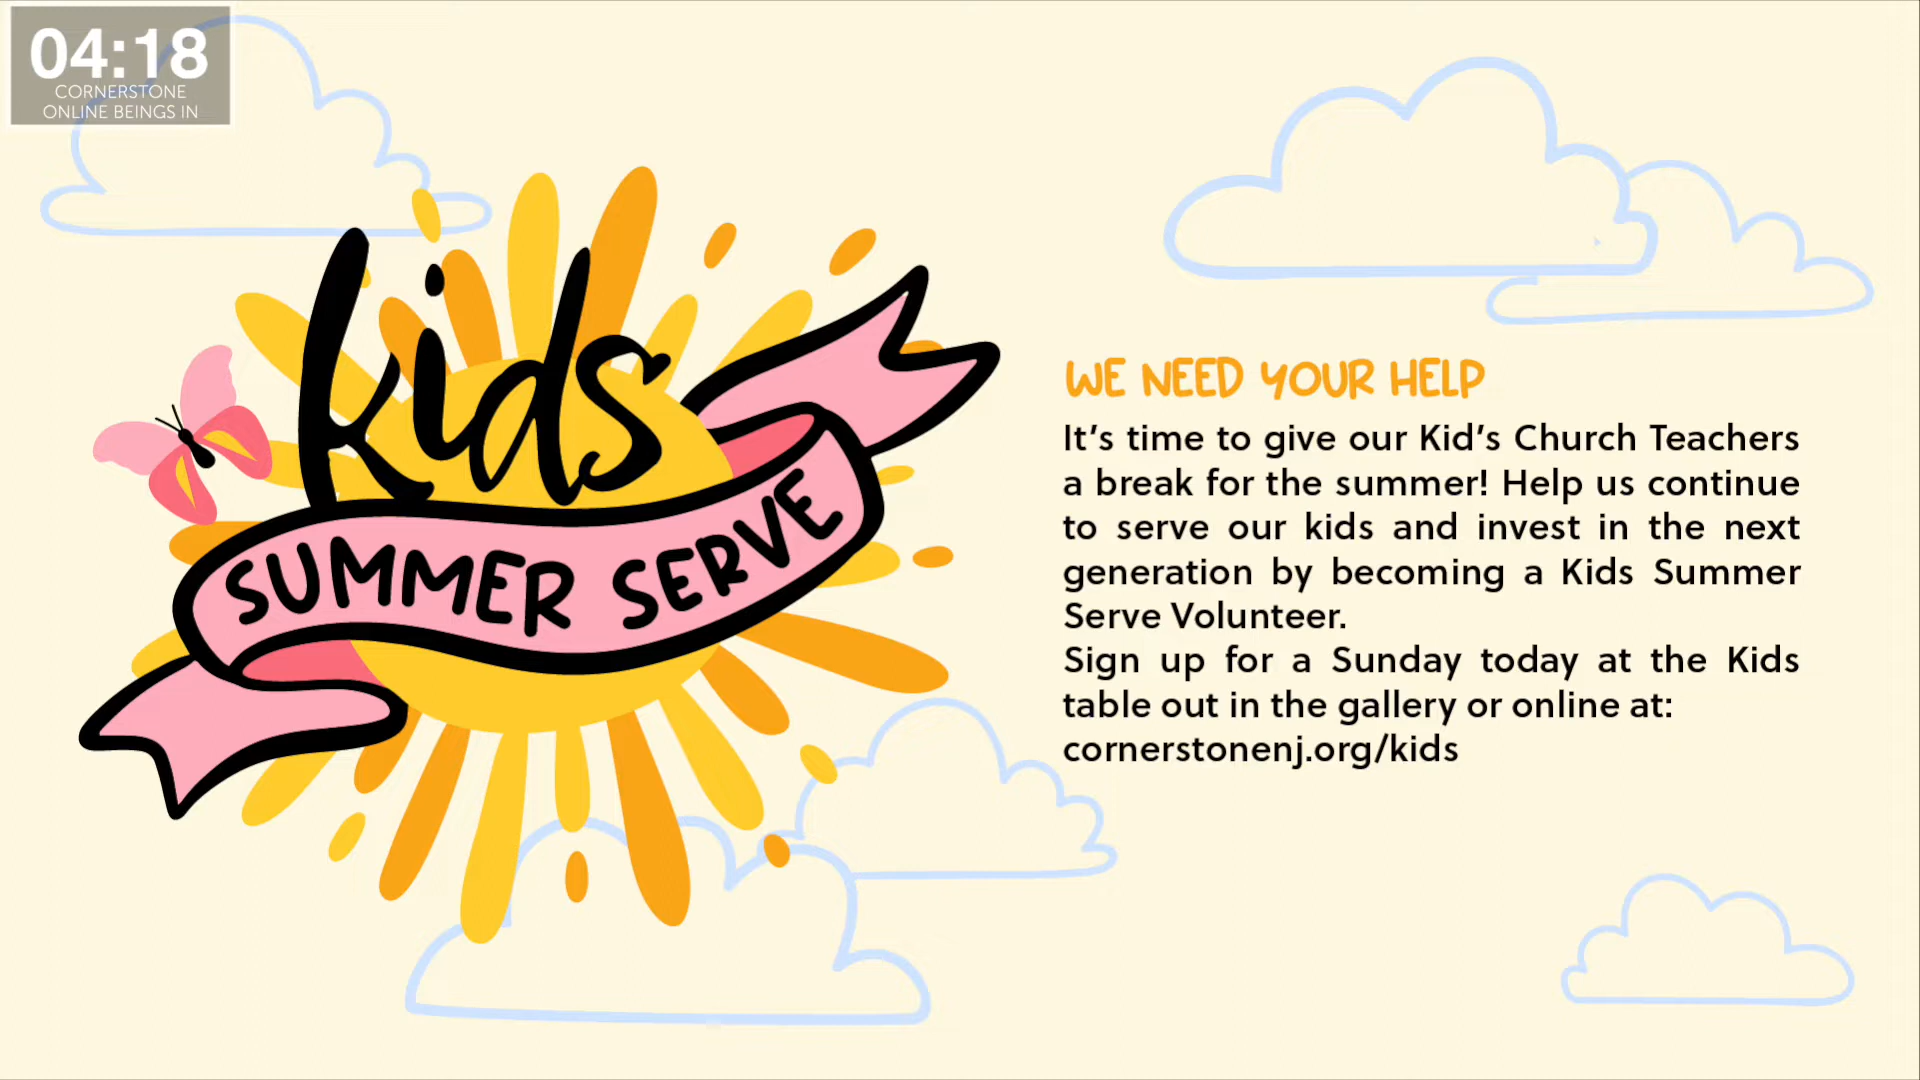 04:18
CORNERSTONE
ONLINE BEINGS IN
kids
SUMMER SERVE
WE NEED YOUR HELP
It's time to give our Kid's Church Teachers
a break for the summer! Help us continue
to serve our kids and invest in the next
generation by becoming a Kids Summer
Serve Volunteer.
Sign up for a Sunday today at the Kids
table out in the gallery or online at:
cornerstonenj.org/kids